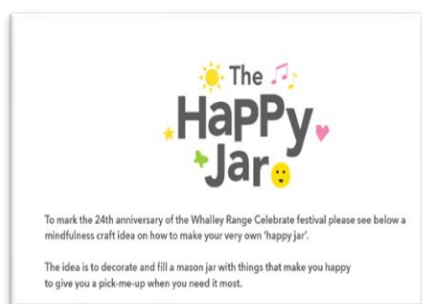 The
HaPPy
Jar
To mark the 24th anniversary of the Whalley Range Celebrate festival please see below a
mindfulness craft idea on how to make your very own 'happy jar'.
The idea is to decorate and fill a mason jar with things that make you happy
to give you a pick-me-up when you need it most.